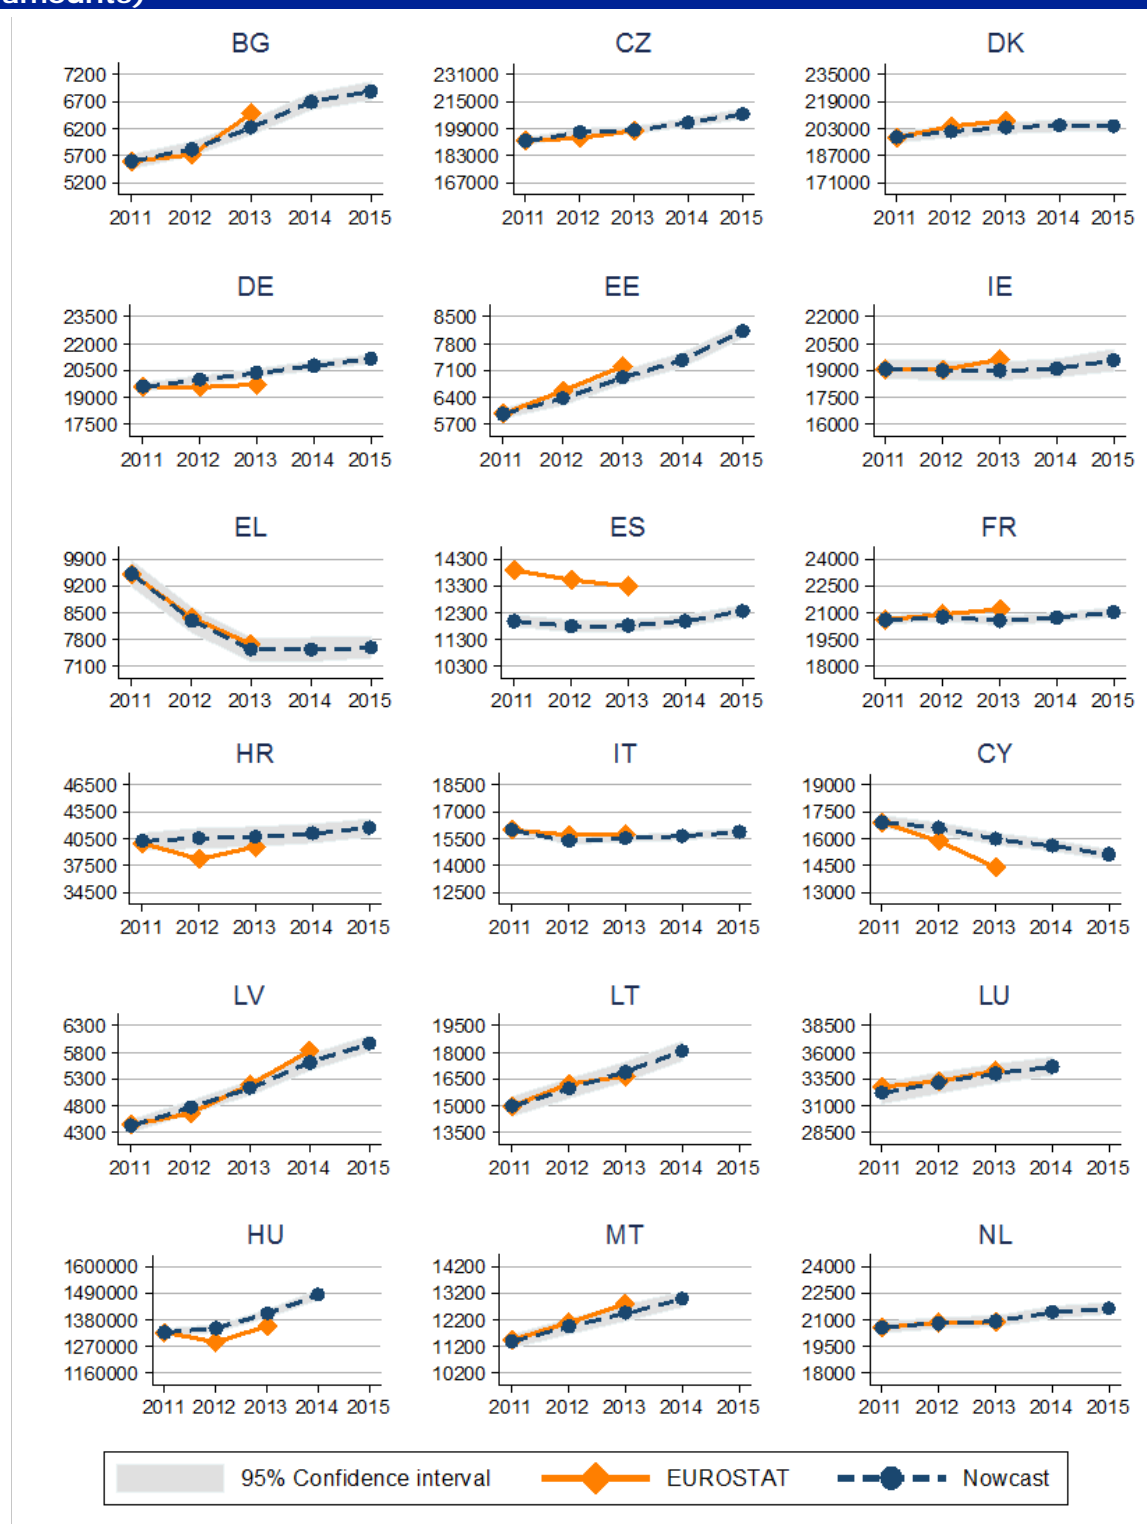 amounts)
BG CZ DK
7200 231000 235000
6700 215000 219000
6200 199000 203000
5700 183000 187000
5200 167000 171000
2011 2012 2013 2014 2015 2011 2012 2013 2014 2015 2011 2012 2013 2014 2015
DE EE IE
23500 8500 22000
22000 7800 20500
20500 7100 19000
19000 6400 17500
17500 5700 16000
2011 2012 2013 2014 2015 2011 2012 2013 2014 2015 2011 2012 2013 2014 2015
EL ES FR
9900 14300 24000
9200 13300 22500
8500 12300 21000
7800 11300 19500
7100 10300 18000
2011 2012 2013 2014 2015 2011 2012 2013 2014 2015 2011 2012 2013 2014 2015
HR IT CY
46500 18500 19000
43500 17000 17500
40500 15500 16000
37500 14000 14500
34500 12500 13000
2011 2012 2013 2014 2015 2011 2012 2013 2014 2015 2011 2012 2013 2014 2015
LV LT LU
6300 19500 38500
5800 18000 36000
5300 16500 33500
4800 15000 31000
4300 13500 28500
2011 2012 2013 2014 2015 2011 2012 2013 2014 2015 2011 2012 2013 2014 2015
HU MT NL
1600000 14200 24000
1490000 13200 22500
1380000 12200 21000
1270000 11200 19500
1160000 10200 18000
2011 2012 2013 2014 2015 2011 2012 2013 2014 2015 2011 2012 2013 2014 2015
95% Confidence interval EUROSTAT Nowcast